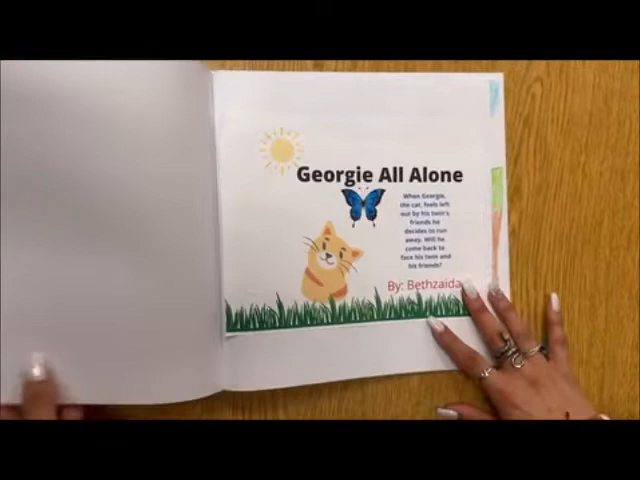 Georgie All Alone
When Georgie,
the cat, feels left
out by his twin's
friends he
decides to run
away. Will he
come back to
face his twin and
his friends?
By: Bethzaida